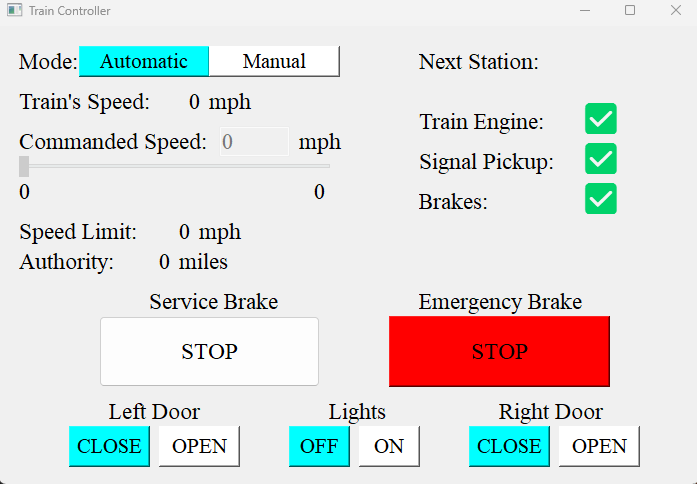 Train Controller
Mode: Automatic Manual
Next Station:
Train's Speed: 0 mph
Commanded Speed: 0 mph
0 0
Train Engine:
Signal Pickup:
Brakes:
Speed Limit: 0 mph
Authority: 0 miles
Service Brake Emergency Brake
STOP STOP
Left Door Lights Right Door
CLOSE OPEN OFF ON CLOSE OPEN